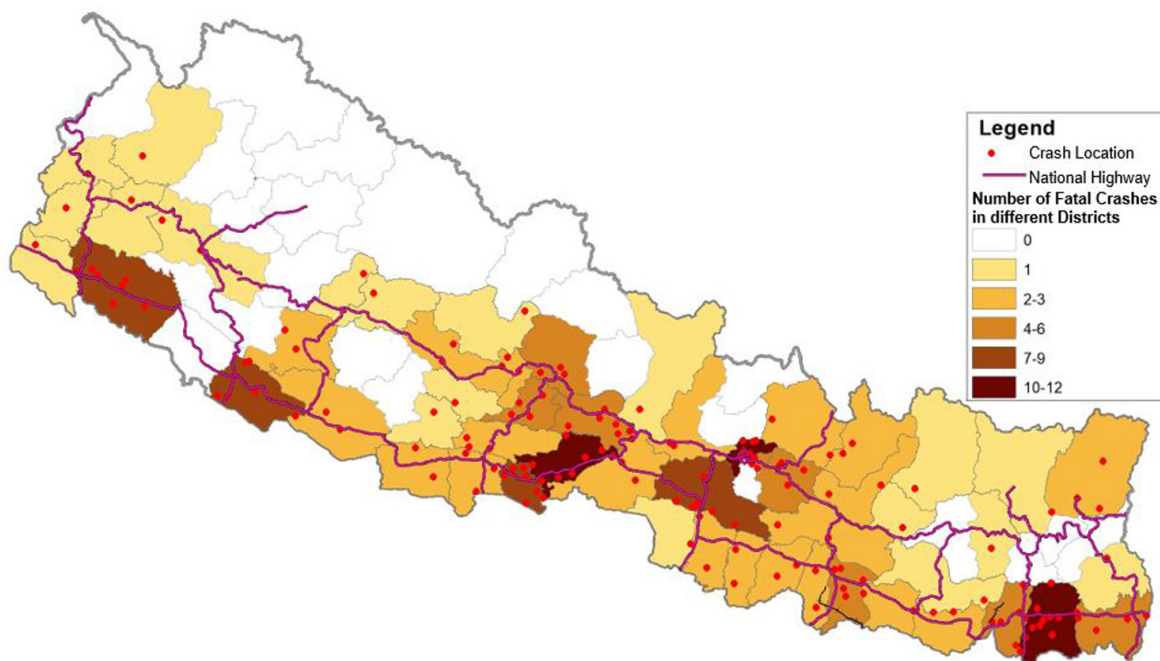 Legend
Crash Location
National Highway
Number of Fatal Crashes
in different Districts
0
1
2-3
4-6
7-9
10-12